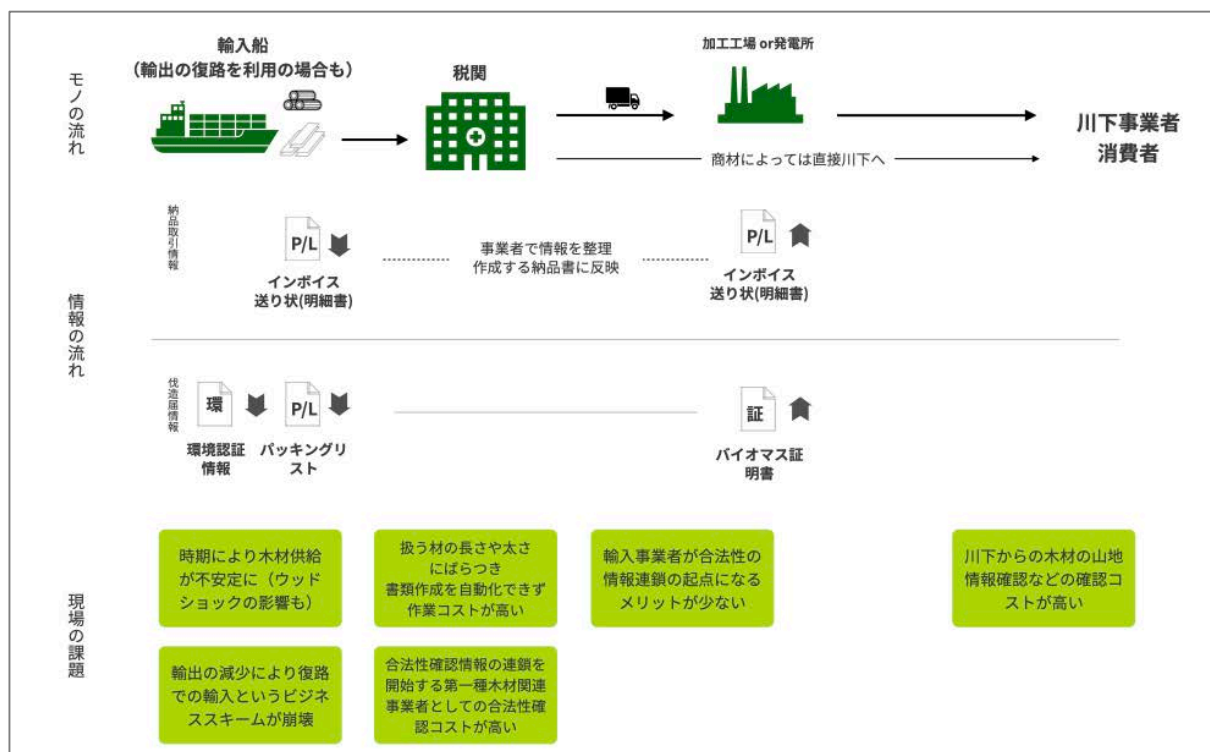 モノの流れ
輸入船
（輸出の復路を利用の場合も）
税関
加工工場 or発電所
川下事業者
消費者
商材によっては直接川下へ
情報の流れ
納品取引情報
P/L
インボイス
送り状(明細書)
事業者で情報を整理
作成する納品書に反映
P/L
インボイス
送り状(明細書)
伐造届情報
環
環境認証
情報
P/L
パッキングリ
スト
証
バイオマス証
明書
現場の課題
時期により木材供給
が不安定に（ウッド
ショックの影響も）
扱う材の長さや太さ
にばらつき
書類作成を自動化できず
作業コストが高い
輸入事業者が合法性の
情報連鎖の起点になる
メリットが少ない
川下からの木材の山地
情報確認などの確認コ
ストが高い
輸出の減少により復路
での輸入というビジネ
ススキームが崩壊
合法性確認情報の連鎖を
開始する第一種木材関連
事業者としての合法性確
認コストが高い